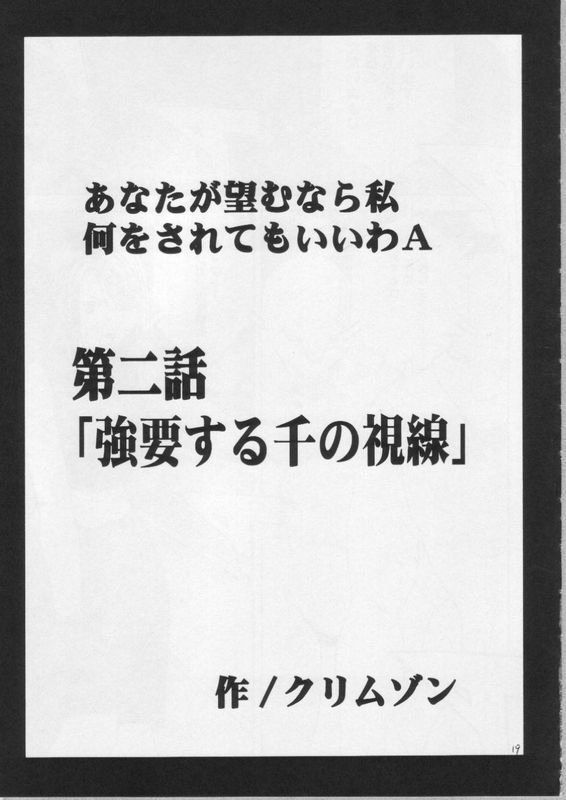 あなたが望むなら私
何をされてもいいわA
第二話
「強要する千の視線」
作/クリムゾン
19